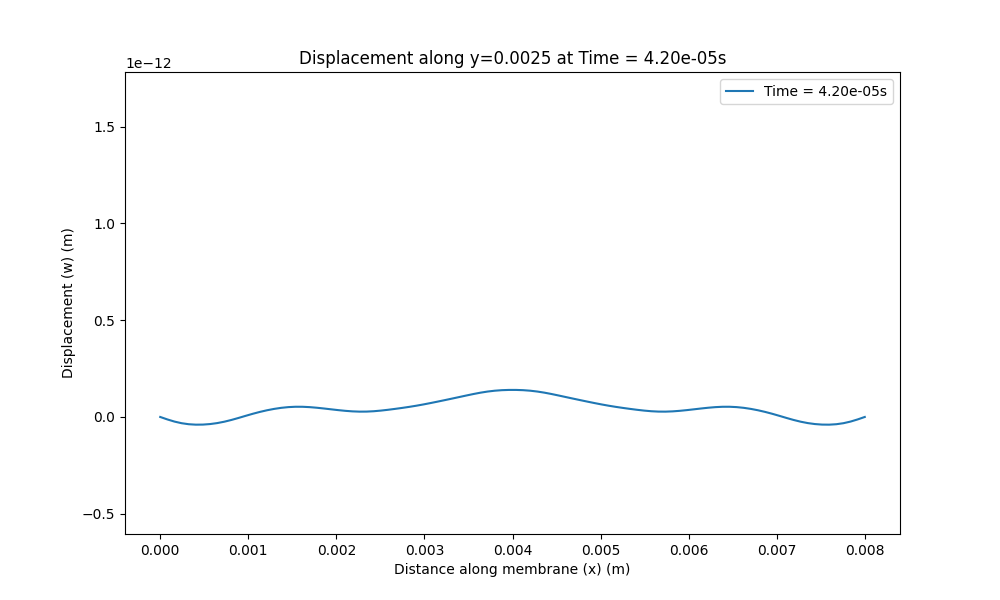 Displacement along y=0.0025 at Time = 4.20e-05s
1e−12
Time = 4.20e-05s
1.5
1.0
0.5
0.0
−0.5
Displacement (w) (m)
0.000 0.001 0.002 0.003 0.004 0.005 0.006 0.007 0.008
Distance along membrane (x) (m)